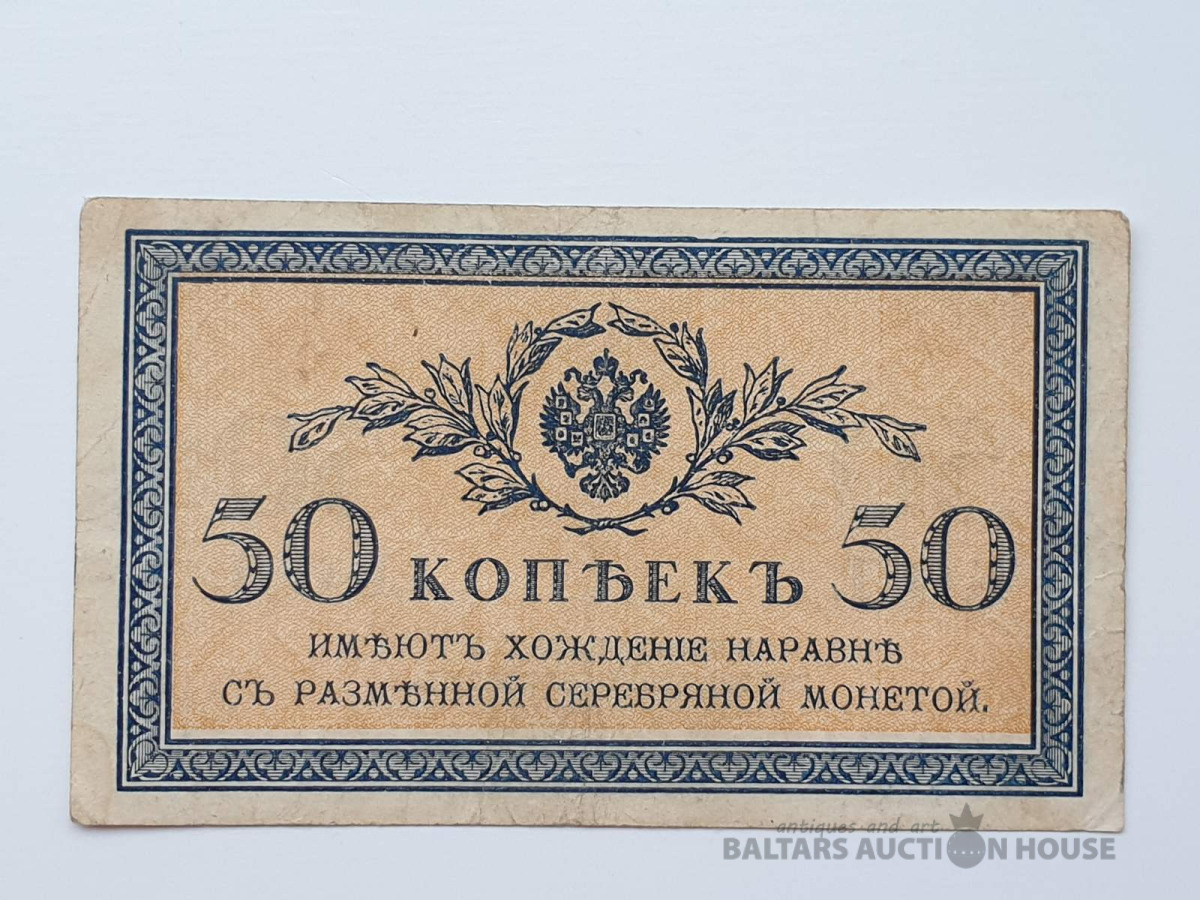 50 КОПѢЕКЪ 50
ИМѢЮТЪ ХОЖДЕНІЕ НАРАВНѢ
СЪ РАЗМѢННОЙ СЕРЕБРЯНОЙ МОНЕТОЙ.
antiques and art
BALTARS AUCTION HOUSE